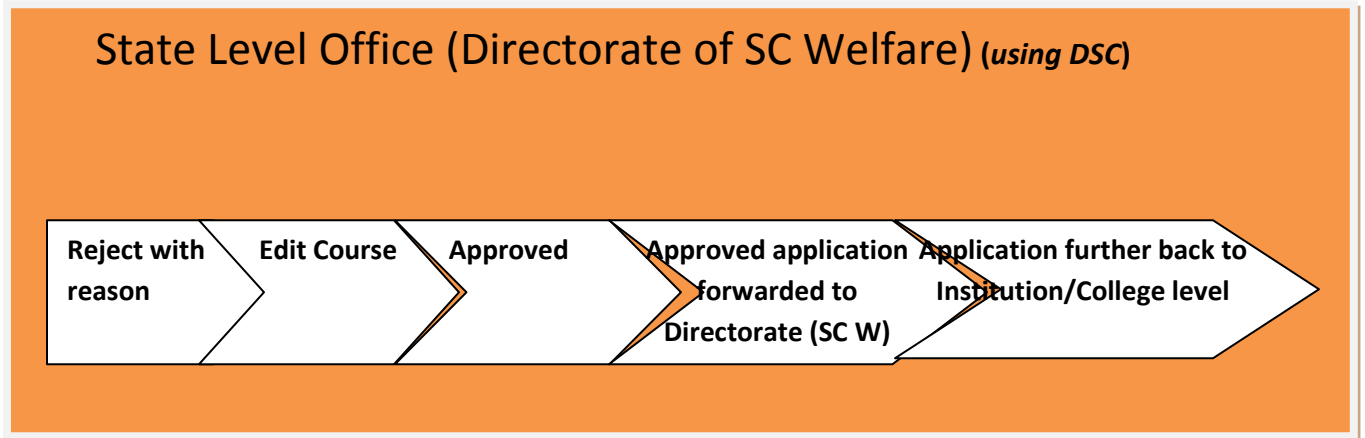 State Level Office (Directorate of SC Welfare) (using DSC)
Reject with
reason
Edit Course
Approved
Approved application
forwarded to
Directorate (SC W)
Application further back to
Institution/College level